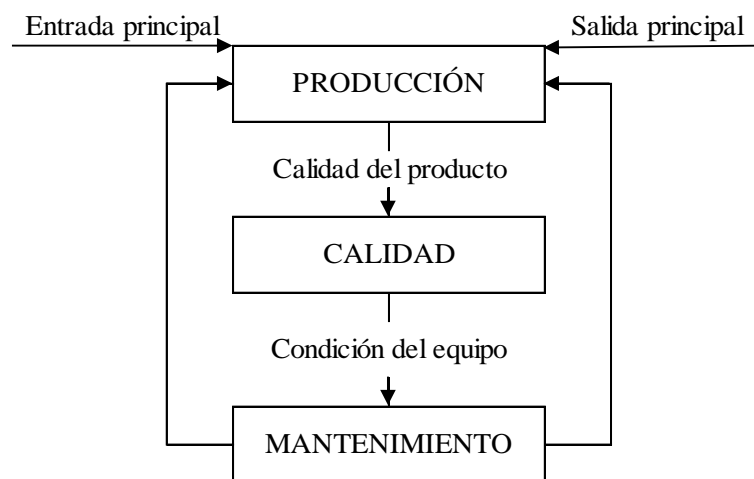 Entrada principal
Salida principal
PRODUCCIÓN
Calidad del producto
CALIDAD
Condición del equipo
MANTENIMIENTO